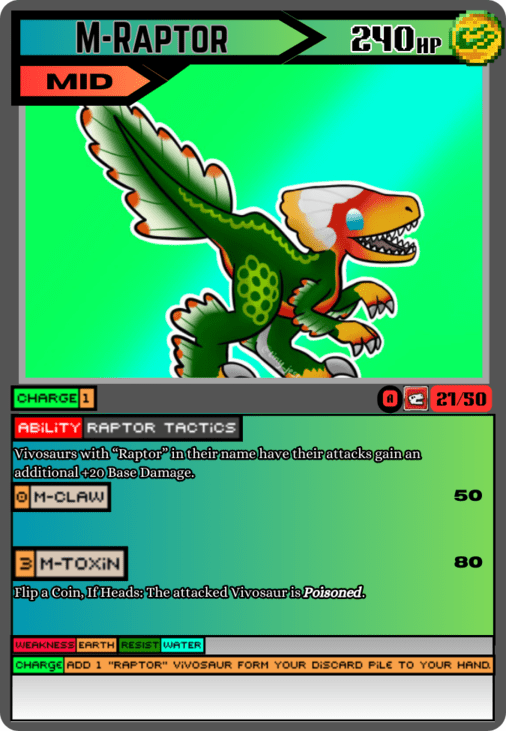 M-RAPTOR 240HP
MID
CHARGE 1 A 21/50
ABILITY RAPTOR TACTICS
Vivosaurs with “Raptor” in their name have their attacks gain an
additional +20 Base Damage.
0 M-CLAW 50
3 M-TOXIN 80
Flip a Coin, If Heads: The attacked Vivosaur is Poisoned.
WEAKNESS EARTH RESIST WATER
CHARGE ADD 1 "RAPTOR" VIVOSAUR FORM YOUR DISCARD PILE TO YOUR HAND.